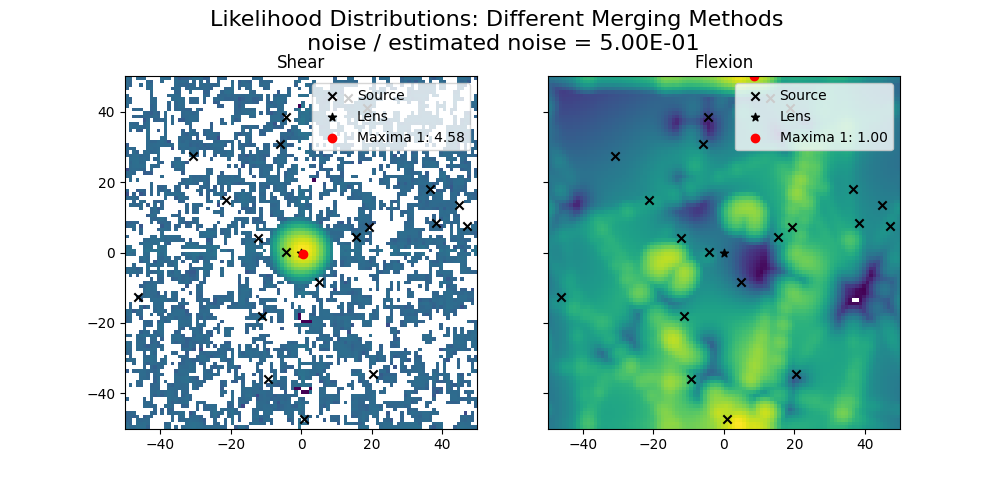 Likelihood Distributions: Different Merging Methods
noise / estimated noise = 5.00E-01
Shear
Source
Lens
Maxima 1: 4.58
40
20
0
−20
−40
−40
−20
0
20
40
Flexion
Source
Lens
Maxima 1: 1.00
−40
−20
0
20
40